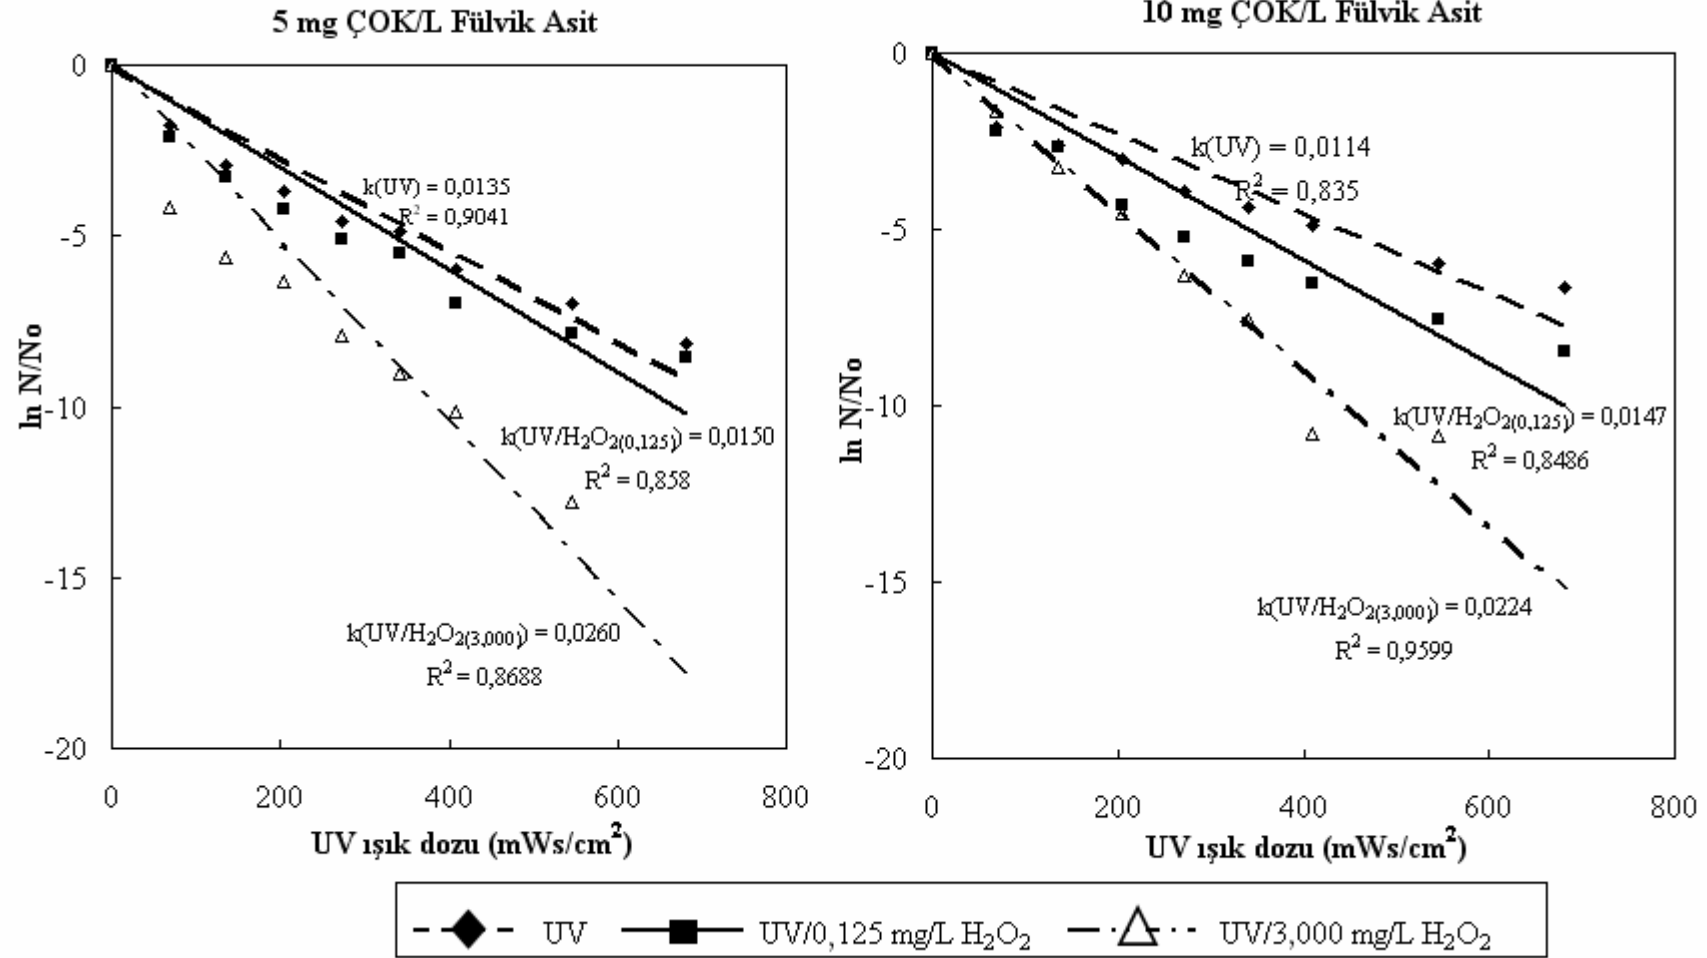 5 mg ÇOK/L Fülvik Asit
0
-5
-10
-15
-20
ln N/No
k(UV) = 0,0135
R² = 0,9041
k(UV/H₂O₂(0,125)) = 0,0150
R² = 0,858
k(UV/H₂O₂(3,000)) = 0,0260
R² = 0,8688
0 200 400 600 800
UV ışık dozu (mWs/cm²)
10 mg ÇOK/L Fülvik Asit
0
-5
-10
-15
-20
ln N/No
k(UV) = 0,0114
R² = 0,835
k(UV/H₂O₂(0,125)) = 0,0147
R² = 0,8486
k(UV/H₂O₂(3,000)) = 0,0224
R² = 0,9599
0 200 400 600 800
UV ışık dozu (mWs/cm²)
UV UV/0,125 mg/L H₂O₂ UV/3,000 mg/L H₂O₂